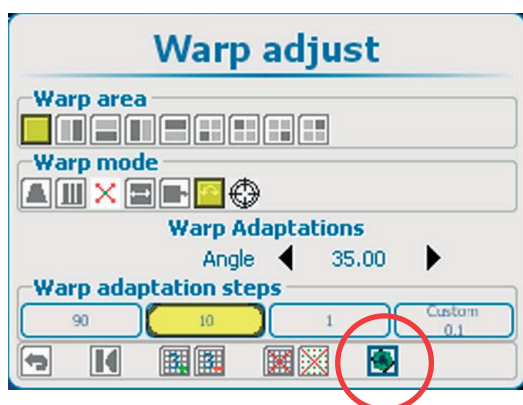 Warp adjust
Warp area
Warp mode
Warp Adaptations
Angle 35.00
Warp adaptation steps
90 10 1 Custom 0.1